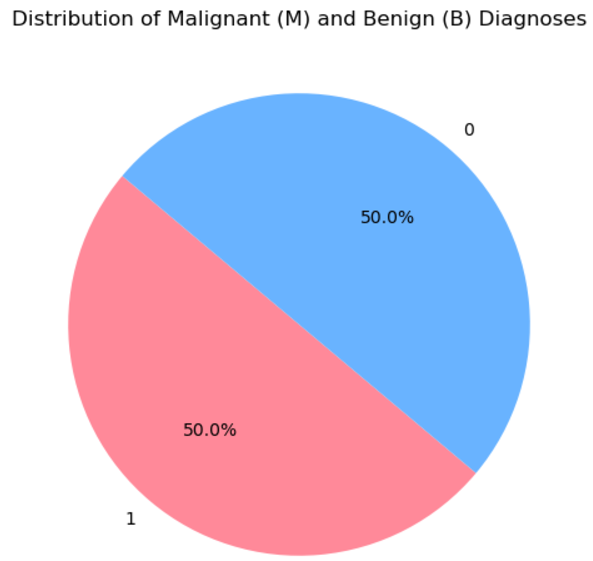 Distribution of Malignant (M) and Benign (B) Diagnoses
0
50.0%
50.0%
1